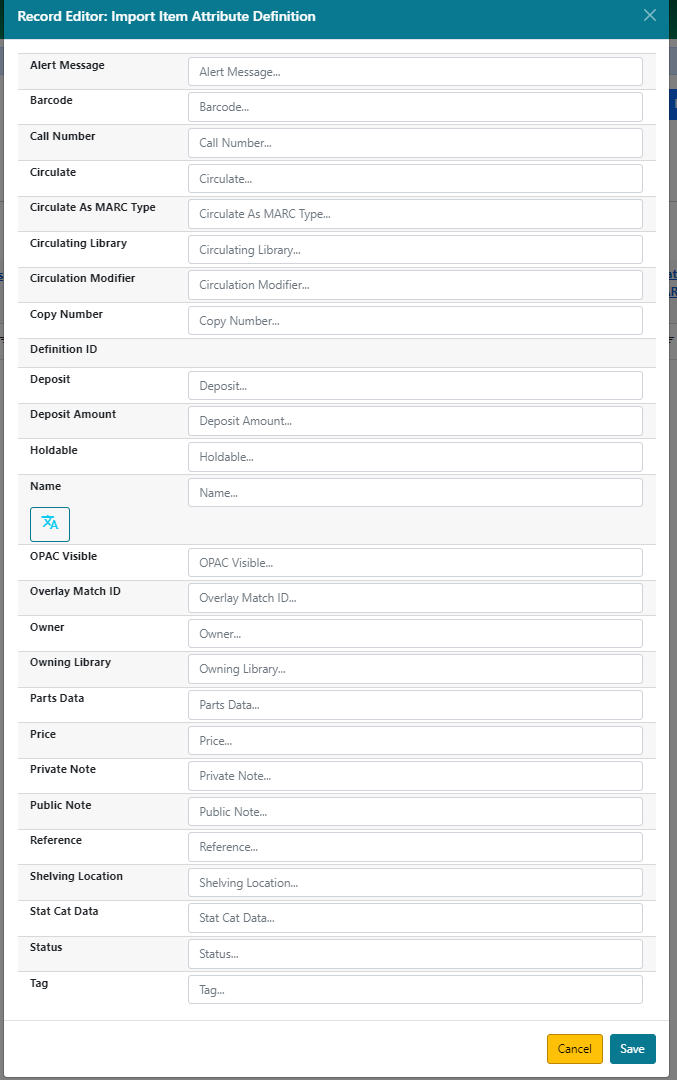 Record Editor: Import Item Attribute Definition
Alert Message
Alert Message...
Barcode
Barcode...
Call Number
Call Number...
Circulate
Circulate...
Circulate As MARC Type
Circulate As MARC Type...
Circulating Library
Circulating Library...
Circulation Modifier
Circulation Modifier...
Copy Number
Copy Number...
Definition ID
Deposit
Deposit...
Deposit Amount
Deposit Amount...
Holdable
Holdable...
Name
Name...
OPAC Visible
OPAC Visible...
Overlay Match ID
Overlay Match ID...
Owner
Owner...
Owning Library
Owning Library...
Parts Data
Parts Data...
Price
Price...
Private Note
Private Note...
Public Note
Public Note...
Reference
Reference...
Shelving Location
Shelving Location...
Stat Cat Data
Stat Cat Data...
Status
Status...
Tag
Tag...
Cancel
Save